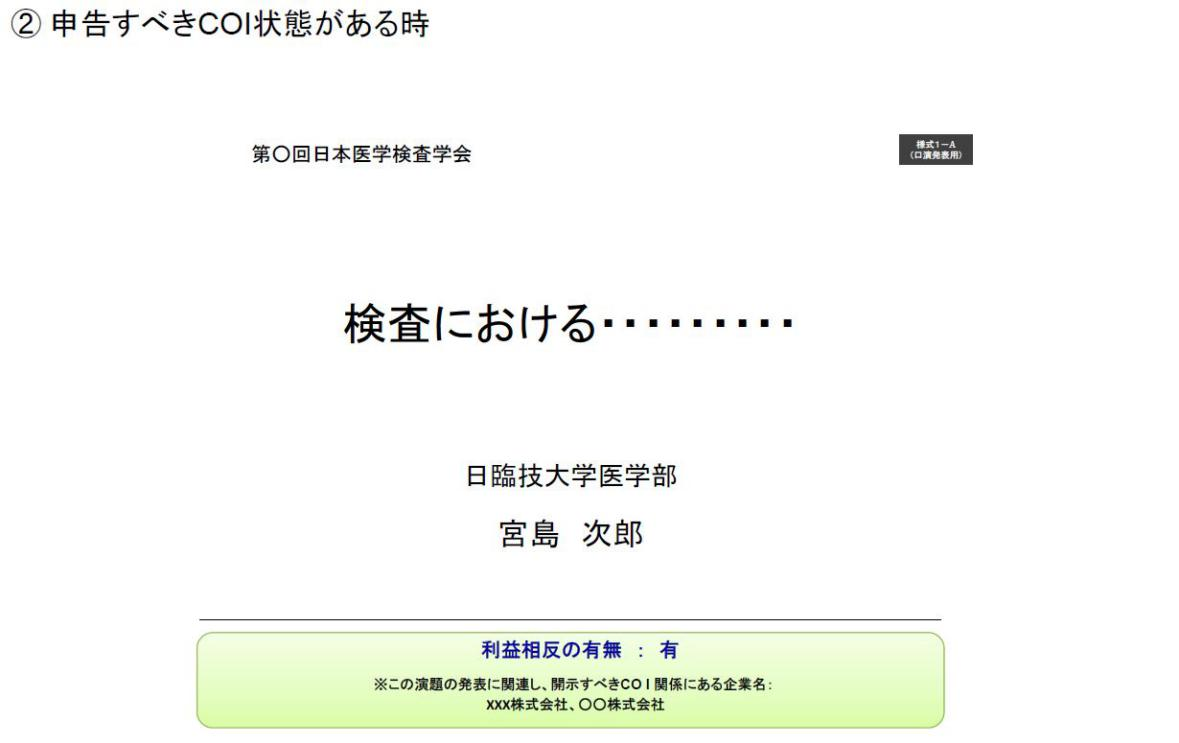 ② 申告すべきCOI状態がある時
第〇回日本医学検査学会
様式1－A
（口演発表用）
検査における・・・・・・・・・
日臨技大学医学部
宮島　次郎
利益相反の有無 ： 有
※この演題の発表に関連し、開示すべきCOI関係にある企業名：
XXX株式会社、〇〇株式会社